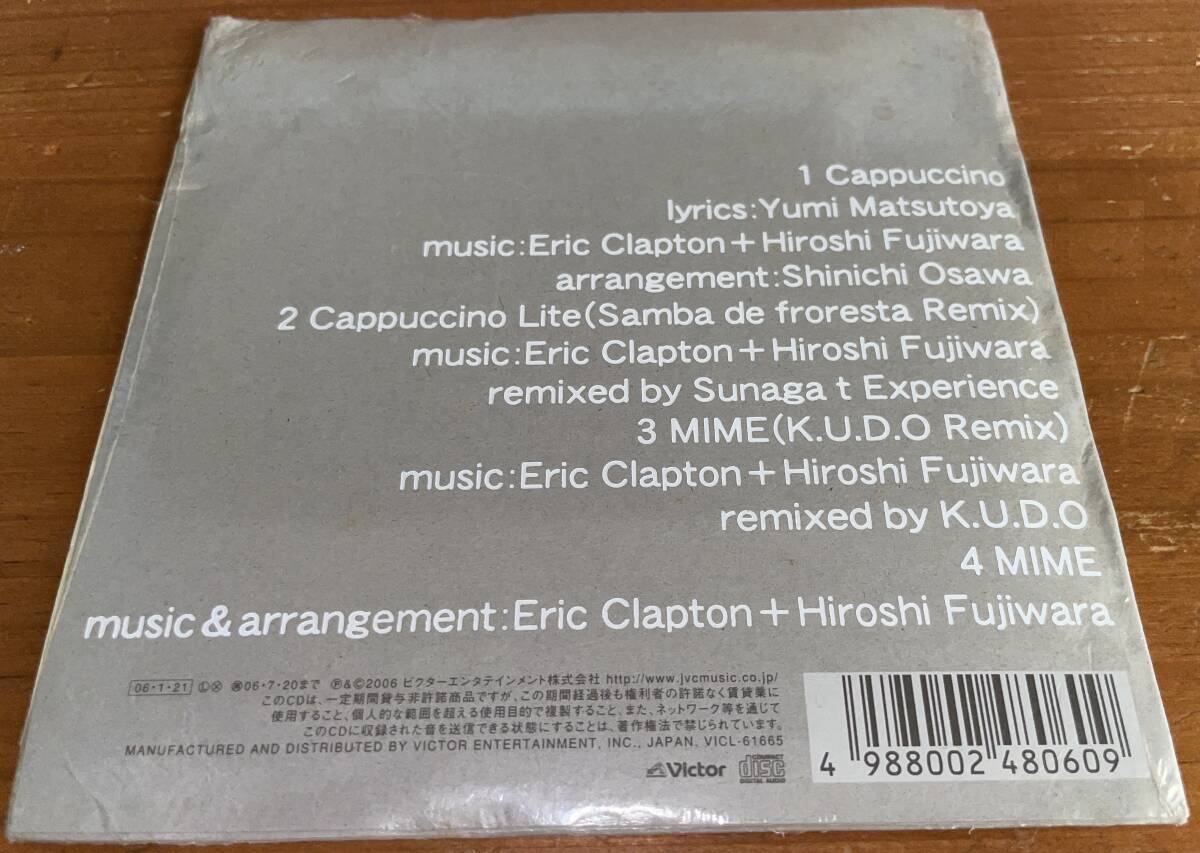 1 Cappuccino
lyrics:Yumi Matsutoya
music:Eric Clapton+Hiroshi Fujiwara
arrangement:Shinichi Osawa
2 Cappuccino Lite(Samba de froresta Remix)
music:Eric Clapton+Hiroshi Fujiwara
remixed by Sunaga t Experience
3 MIME(K.U.D.O Remix)
music:Eric Clapton+Hiroshi Fujiwara
remixed by K.U.D.O
4 MIME
music & arrangement:Eric Clapton+Hiroshi Fujiwara
06・1・21 Ⓛ 06・7・20まで ℗&©2006 ビクターエンタテインメント株式会社 http://www.jvcmusic.co.jp/
このCDは、一定期間貸与非許諾商品ですが、この期間経過後も権利者の許諾なく賃貸業に
使用すること、個人的な範囲を超える使用目的で複製すること、また、ネットワーク等を通じて
このCDに収録された音を送信できる状態にすることは、著作権法で禁じられています。
MANUFACTURED AND DISTRIBUTED BY VICTOR ENTERTAINMENT, INC., JAPAN. VICL-61665
Victor COMPACT disc DIGITAL AUDIO
4 988002 480609